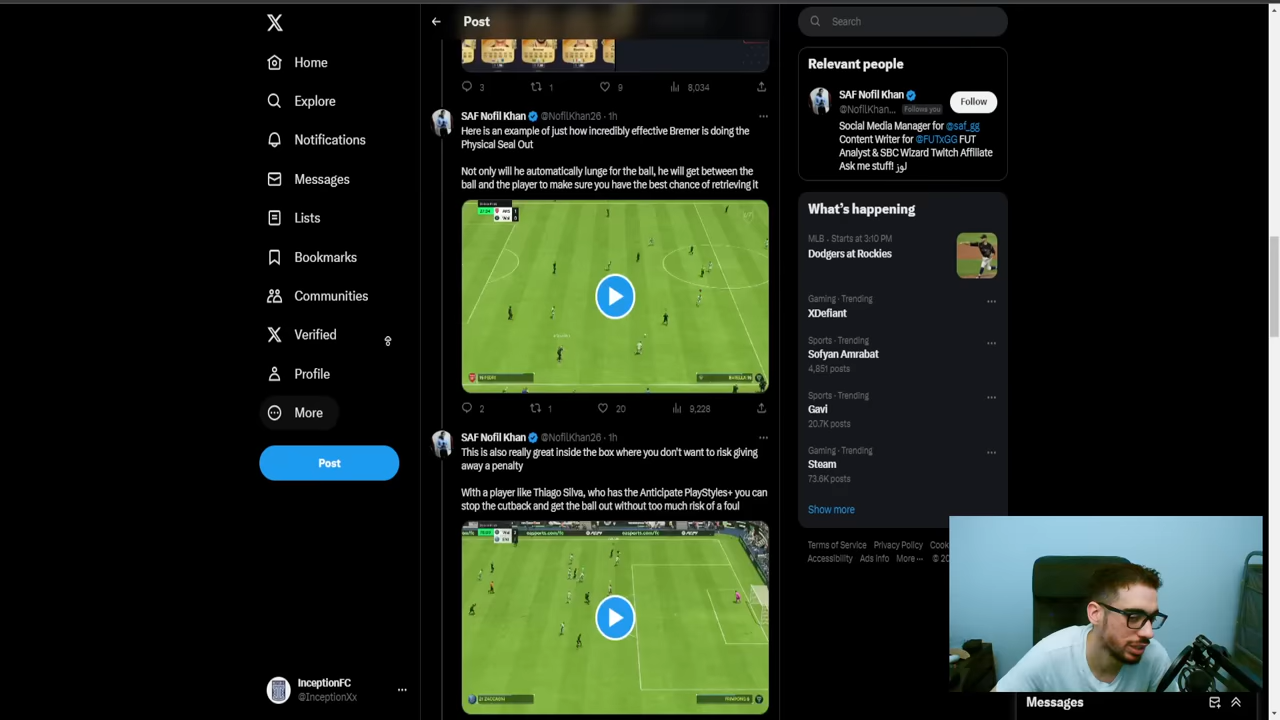 Home
Explore
Notifications
Messages
Lists
Bookmarks
Communities
Verified
Profile
More
Post
InceptionFC
@InceptionXx
Post
3 1 9 8,034
SAF Nofil Khan @NofilKhan26 · 1h
Here is an example of just how incredibly effective Bremer is doing the
Physical Seal Out
Not only will he automatically lunge for the ball, he will get between the
ball and the player to make sure you have the best chance of retrieving it
2 1 20 9,228
SAF Nofil Khan @NofilKhan26 · 1h
This is also really great inside the box where you don't want to risk giving
away a penalty
With a player like Thiago Silva, who has the Anticipate PlayStyles+ you can
stop the cutback and get the ball out without too much risk of a foul
Search
Relevant people
SAF Nofil Khan
@NofilKhan... Follows you
Follow
Social Media Manager for @saf_gg
Content Writer for @FUTxGG FUT
Analyst & SBC Wizard Twitch Affiliate
Ask me stuff! لوز
What's happening
MLB · Starts at 3:10 PM
Dodgers at Rockies
Gaming · Trending
XDefiant
Sports · Trending
Sofyan Amrabat
4,851 posts
Sports · Trending
Gavi
20.7K posts
Gaming · Trending
Steam
73.6K posts
Show more
Terms of Service Privacy Policy Cook
Accessibility Ads info More ··· © 20
Messages